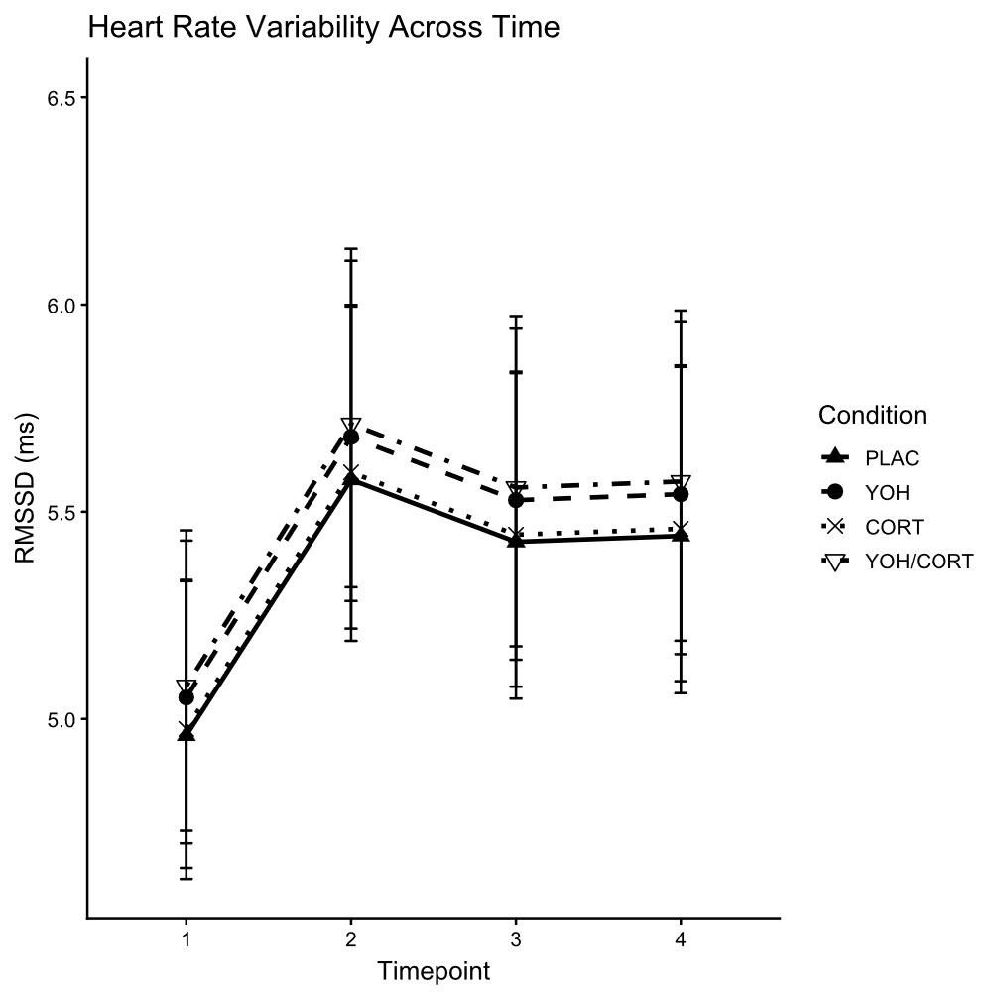 Heart Rate Variability Across Time
6.5
6.0
5.5
5.0
RMSSD (ms)
1 2 3 4
Timepoint
Condition
PLAC
YOH
CORT
YOH/CORT